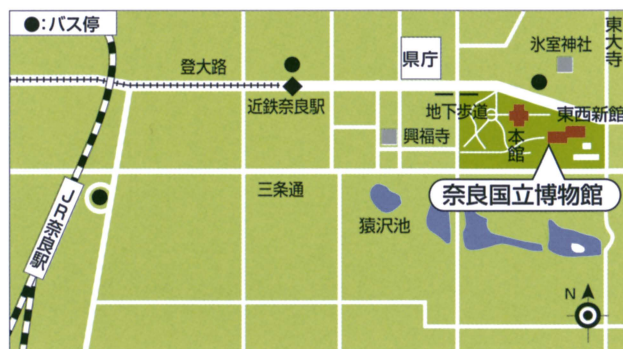 ●:バス停
登大路
近鉄奈良駅
県庁
氷室神社
東大寺
地下歩道
本館
東西新館
興福寺
奈良国立博物館
三条通
猿沢池
JR奈良駅
N